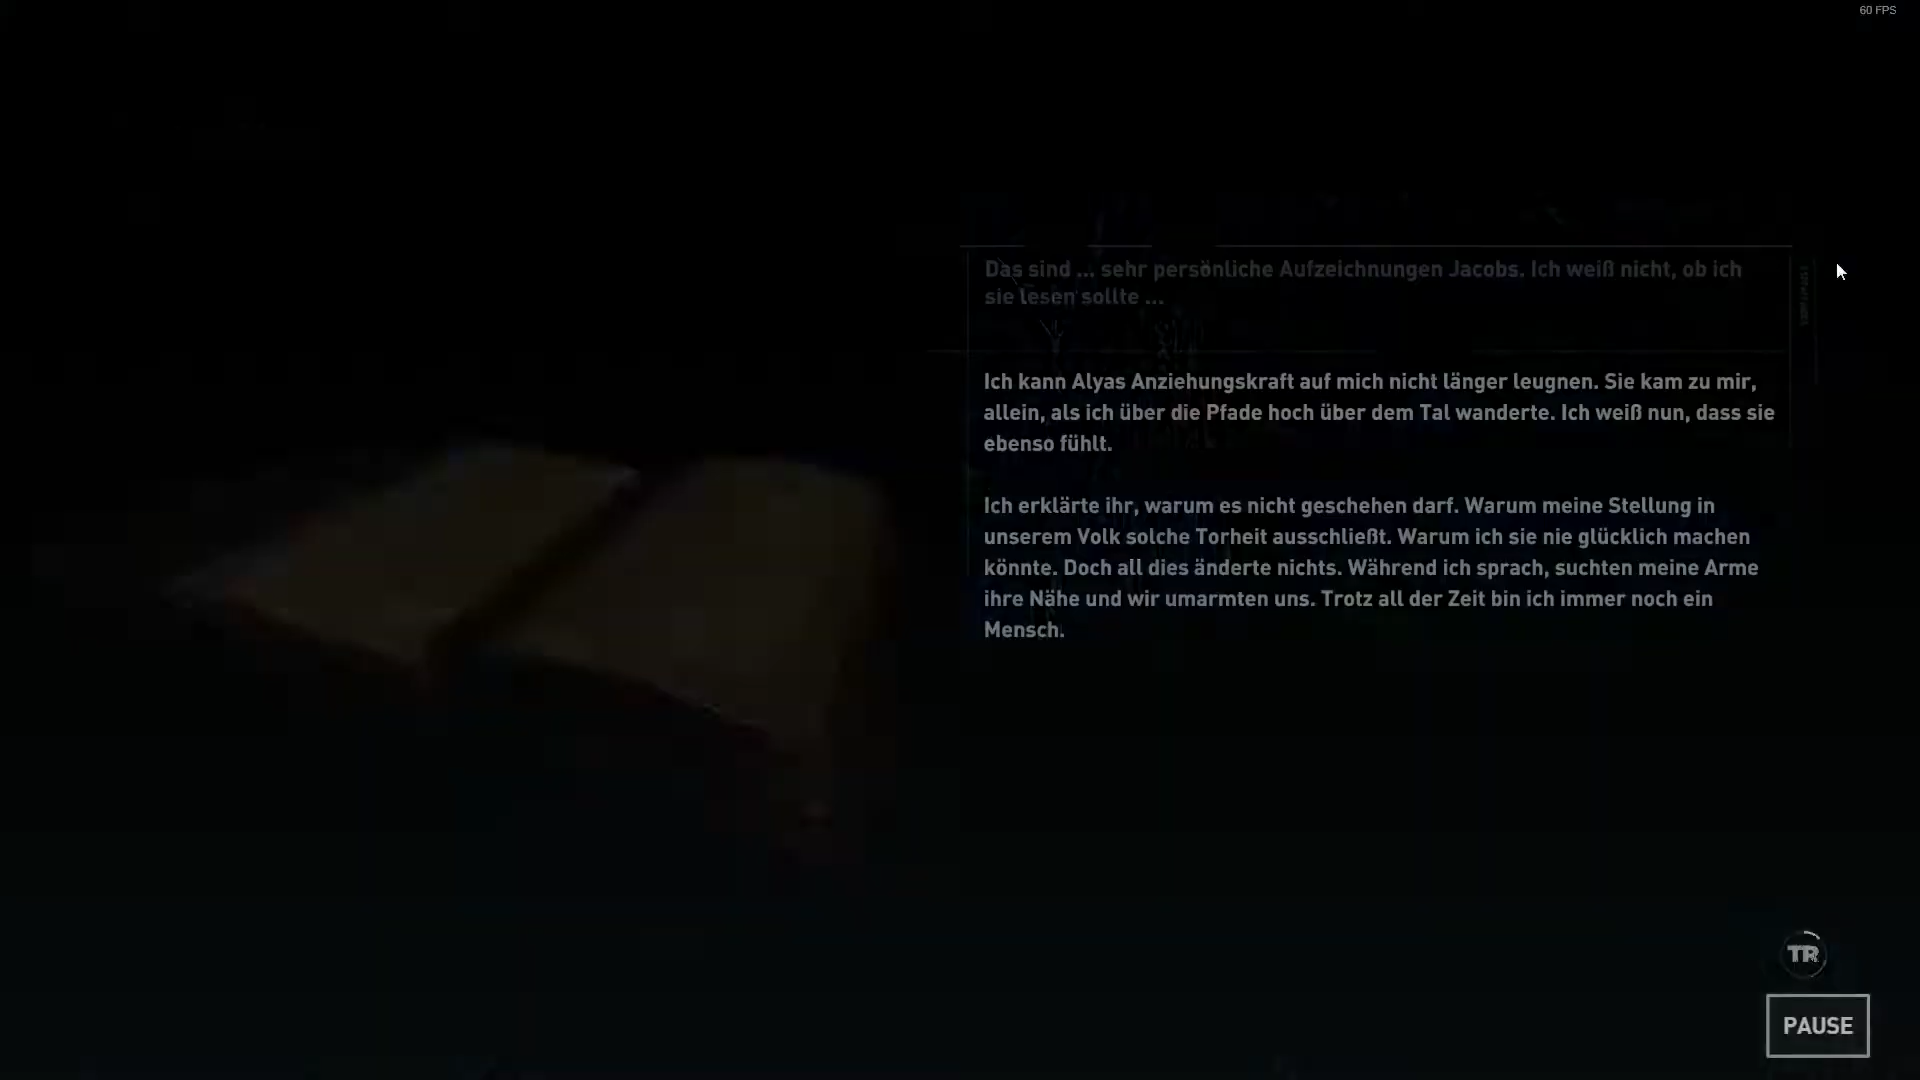 60 FPS
Das sind ... sehr persönliche Aufzeichnungen Jacobs. Ich weiß nicht, ob ich
sie lesen sollte ...
Ich kann Alyas Anziehungskraft auf mich nicht länger leugnen. Sie kam zu mir,
allein, als ich über die Pfade hoch über dem Tal wanderte. Ich weiß nun, dass sie
ebenso fühlt.
Ich erklärte ihr, warum es nicht geschehen darf. Warum meine Stellung in
unserem Volk solche Torheit ausschließt. Warum ich sie nie glücklich machen
könnte. Doch all dies änderte nichts. Während ich sprach, suchten meine Arme
ihre Nähe und wir umarmten uns. Trotz all der Zeit bin ich immer noch ein
Mensch.
TR
PAUSE